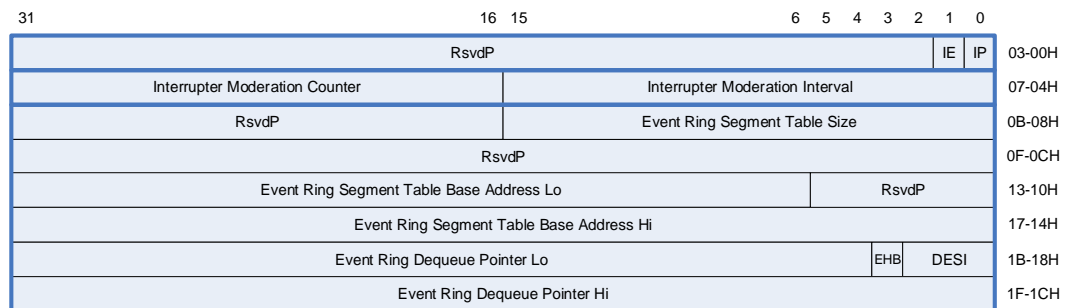 31 16 15 6 5 4 3 2 1 0
RsvdP IE IP 03-00H
Interrupter Moderation Counter Interrupter Moderation Interval 07-04H
RsvdP Event Ring Segment Table Size 0B-08H
RsvdP 0F-0CH
Event Ring Segment Table Base Address Lo RsvdP 13-10H
Event Ring Segment Table Base Address Hi 17-14H
Event Ring Dequeue Pointer Lo EHB DESI 1B-18H
Event Ring Dequeue Pointer Hi 1F-1CH